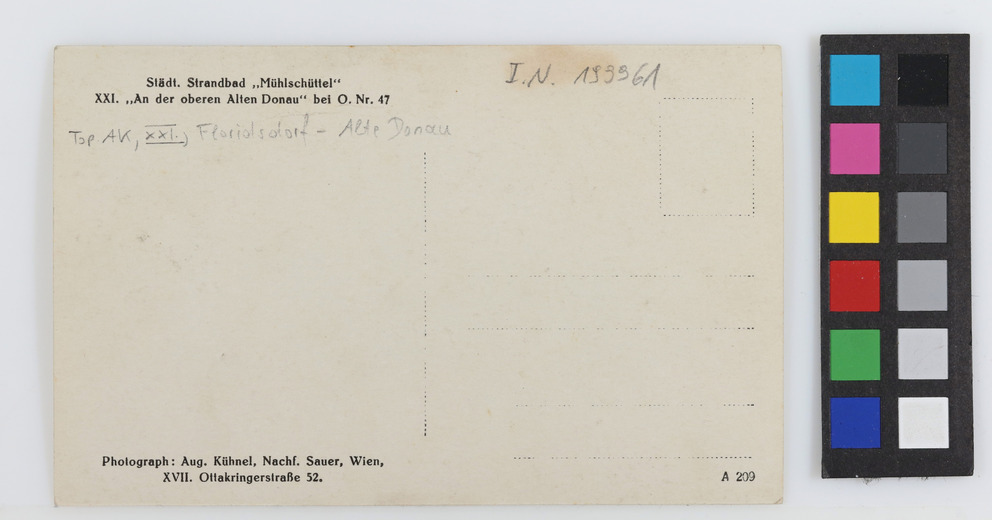 Städt. Strandbad „Mühlschüttel“
XXI. „An der oberen Alten Donau“ bei O. Nr. 47
I.N. 199961
Top AK, XXI., Floridsdorf – Alte Donau
Photograph: Aug. Kühnel, Nachf. Sauer, Wien,
XVII. Ottakringerstraße 52.
A 209